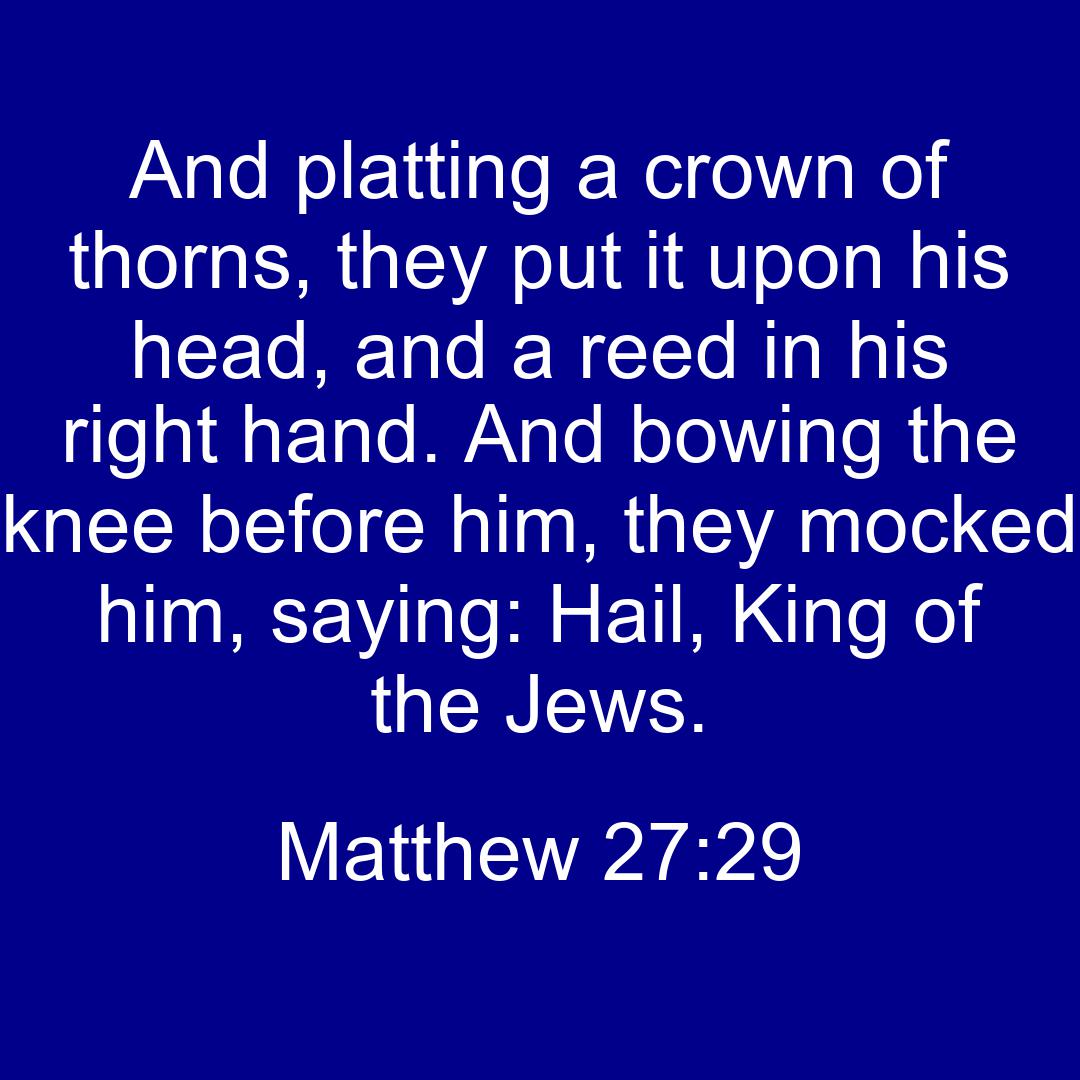 And platting a crown of
thorns, they put it upon his
head, and a reed in his
right hand. And bowing the
knee before him, they mocked
him, saying: Hail, King of
the Jews.
Matthew 27:29